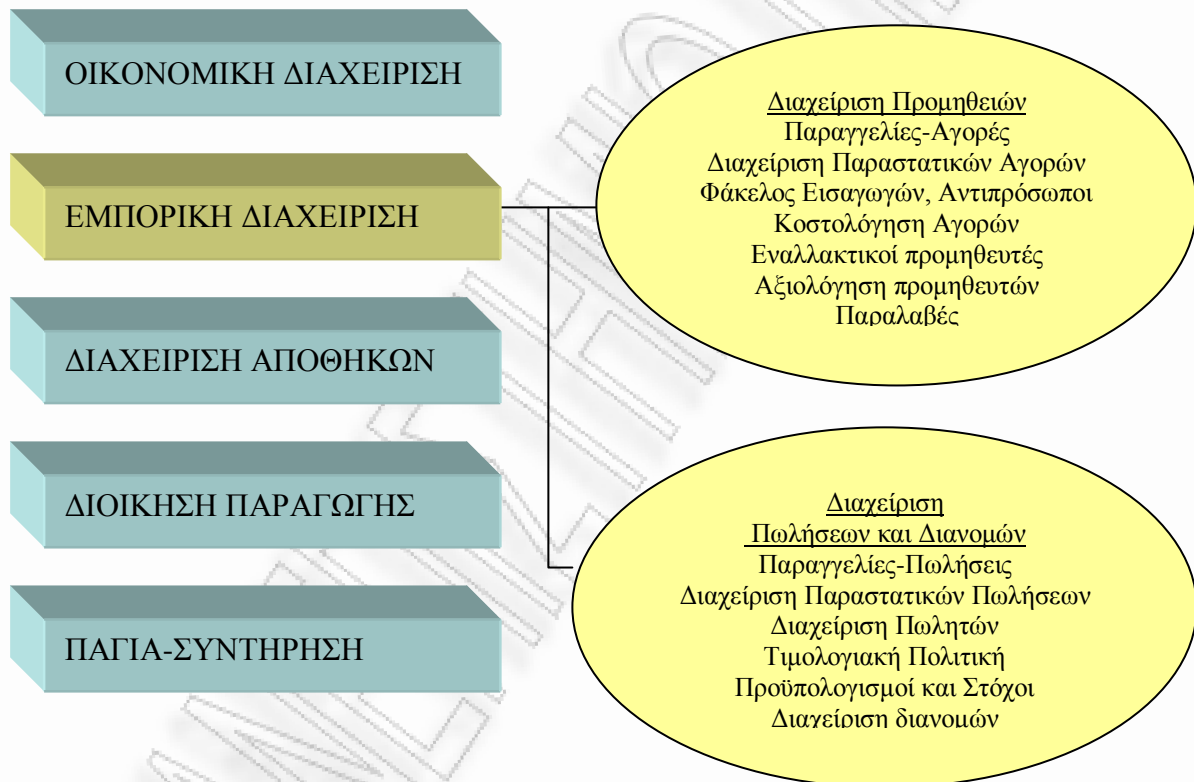 ΟΙΚΟΝΟΜΙΚΗ ΔΙΑΧΕΙΡΙΣΗ
ΕΜΠΟΡΙΚΗ ΔΙΑΧΕΙΡΙΣΗ
ΔΙΑΧΕΙΡΙΣΗ ΑΠΟΘΗΚΩΝ
ΔΙΟΙΚΗΣΗ ΠΑΡΑΓΩΓΗΣ
ΠΑΓΙΑ-ΣΥΝΤΗΡΗΣΗ
Διαχείριση Προμηθειών
Παραγγελίες-Αγορές
Διαχείριση Παραστατικών Αγορών
Φάκελος Εισαγωγών, Αντιπρόσωποι
Κοστολόγηση Αγορών
Εναλλακτικοί προμηθευτές
Αξιολόγηση προμηθευτών
Παραλαβές
Διαχείριση
Πωλήσεων και Διανομών
Παραγγελίες-Πωλήσεις
Διαχείριση Παραστατικών Πωλήσεων
Διαχείριση Πωλητών
Τιμολογιακή Πολιτική
Προϋπολογισμοί και Στόχοι
Διαχείριση διανομών